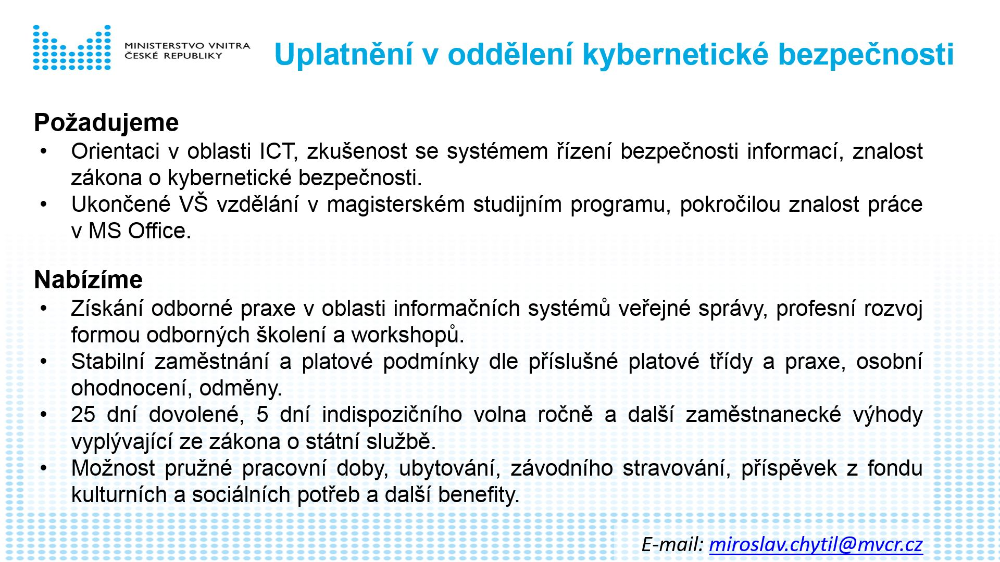 MINISTERSTVO VNITRA
ČESKÉ REPUBLIKY
Uplatnění v oddělení kybernetické bezpečnosti
Požadujeme
• Orientaci v oblasti ICT, zkušenost se systémem řízení bezpečnosti informací, znalost
zákona o kybernetické bezpečnosti.
• Ukončené VŠ vzdělání v magisterském studijním programu, pokročilou znalost práce
v MS Office.
Nabízíme
• Získání odborné praxe v oblasti informačních systémů veřejné správy, profesní rozvoj
formou odborných školení a workshopů.
• Stabilní zaměstnání a platové podmínky dle příslušné platové třídy a praxe, osobní
ohodnocení, odměny.
• 25 dní dovolené, 5 dní indispozičního volna ročně a další zaměstnanecké výhody
vyplývající ze zákona o státní službě.
• Možnost pružné pracovní doby, ubytování, závodního stravování, příspěvek z fondu
kulturních a sociálních potřeb a další benefity.
E-mail: miroslav.chytil@mvcr.cz